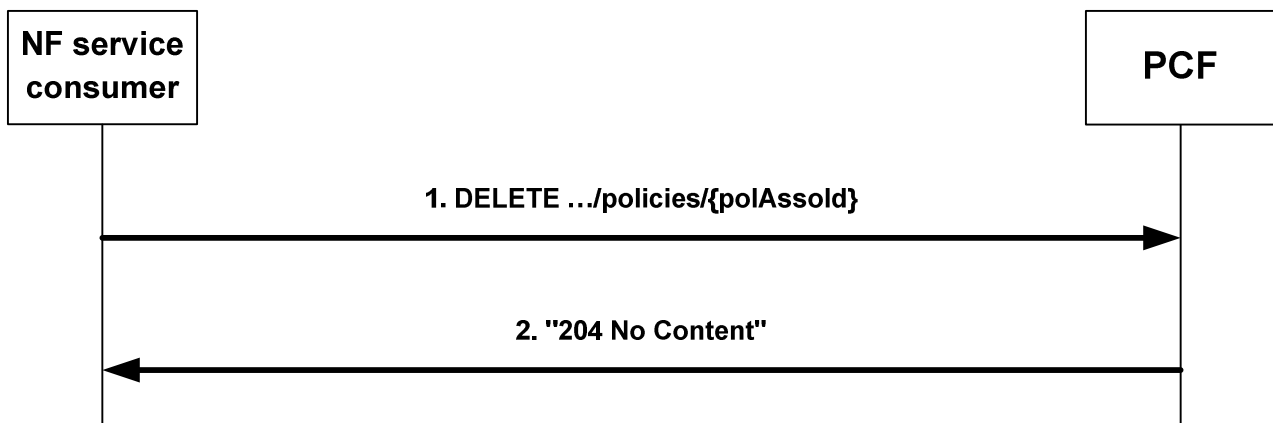 NF service
consumer
PCF
1. DELETE …/policies/{polAssoId}
2. "204 No Content"